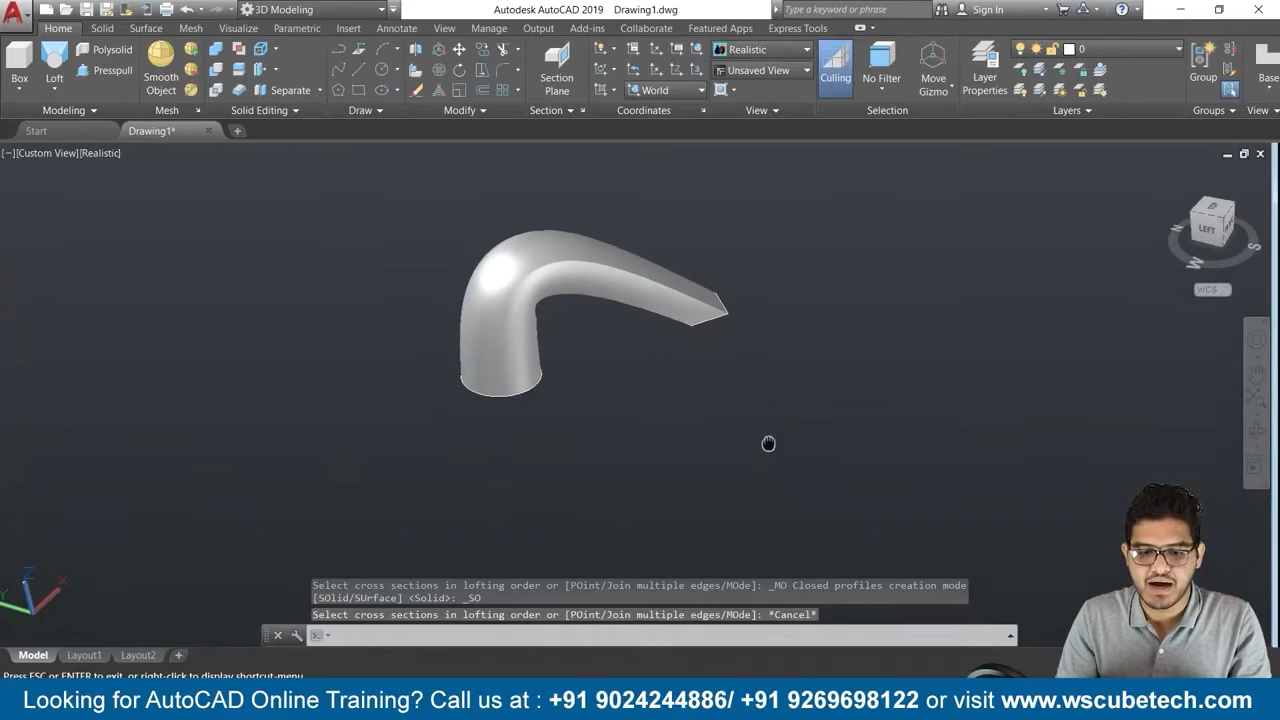 3D Modeling
Autodesk AutoCAD 2019 Drawing1.dwg
Type a keyword or phrase
Sign In
Home Solid Surface Mesh Visualize Parametric Insert Annotate View Manage Output Add-ins Collaborate Featured Apps Express Tools
Box
Loft
Polysolid
Presspull
Smooth
Object
Separate
Section
Plane
Realistic
Unsaved View
World
Culling
No Filter
Move
Gizmo
Layer
Properties
0
Group
Base
Modeling Mesh Solid Editing Draw Modify Section Coordinates View Selection Layers Groups View
Start Drawing1*
[−][Custom View][Realistic]
TOP
LEFT
N
S
W
WCS
Z
X
Y
Select cross sections in lofting order or [POint/Join multiple edges/MOde]: _MO Closed profiles creation mode
[SOlid/SUrface] <Solid>: _SO
Select cross sections in lofting order or [POint/Join multiple edges/MOde]: *Cancel*
Model Layout1 Layout2
Press ESC or ENTER to exit, or right-click to display shortcut-menu.
Looking for AutoCAD Online Training? Call us at : +91 9024244886/ +91 9269698122 or visit www.wscubetech.com